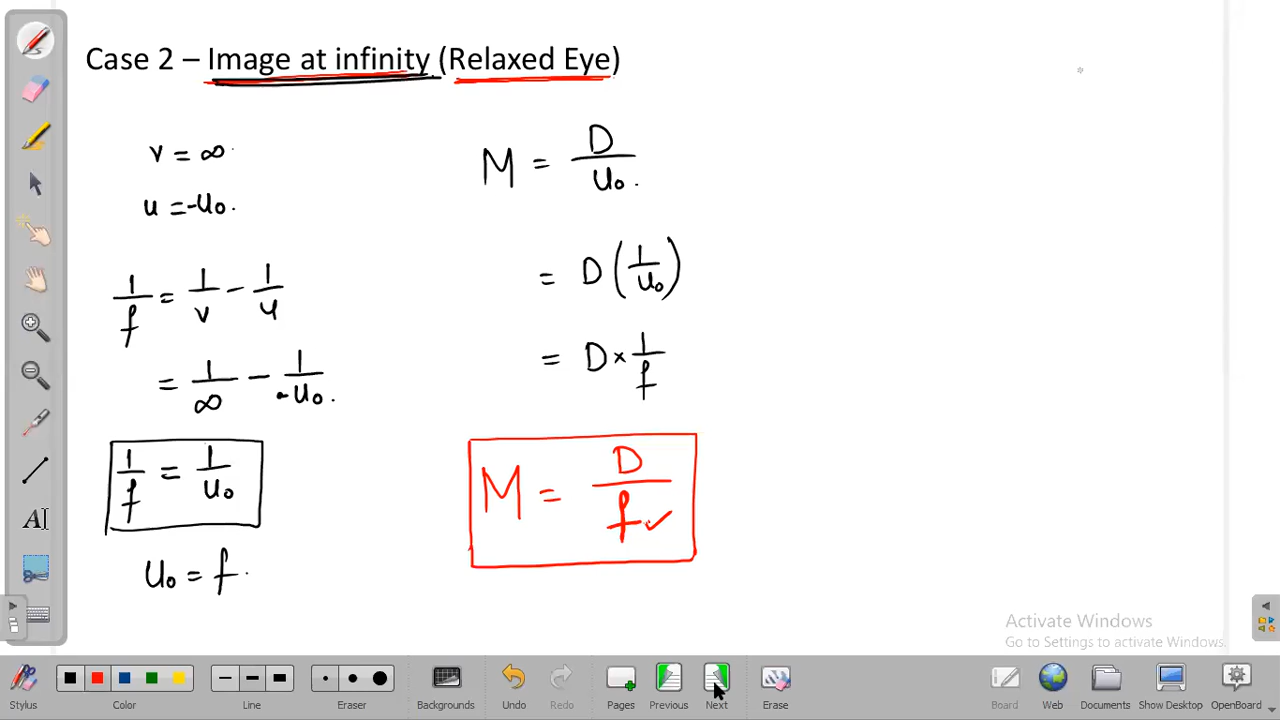 Case 2 – Image at infinity (Relaxed Eye)
v = ∞
u = -u₀.
1/f = 1/v - 1/u
= 1/∞ - 1/-u₀.
1/f = 1/u₀
u₀ = f.
M = D/u₀.
= D(1/u₀)
= D × 1/f
M = D/f ✓
Activate Windows
Go to Settings to activate Windows.
A
Stylus
Color
Line
Eraser
Backgrounds
Undo
Redo
Pages
Previous
Next
Erase
Board
Web
Documents
Show Desktop
OpenBoard